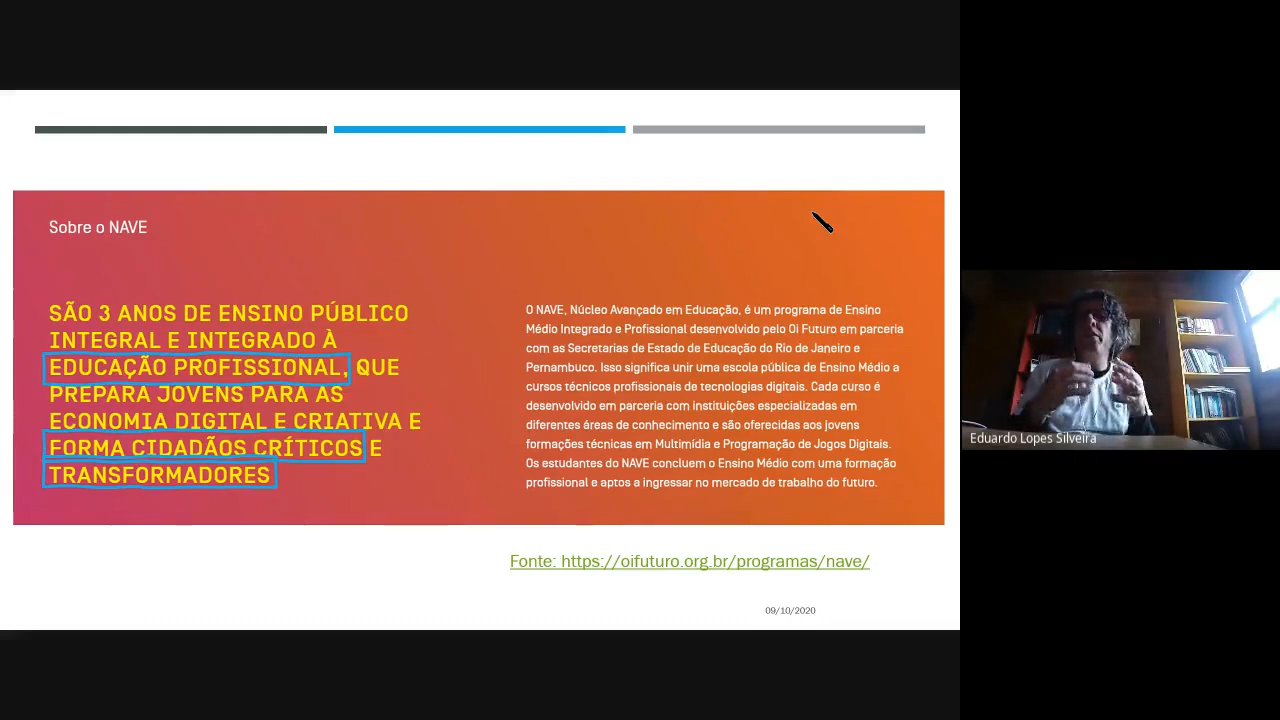 Sobre o NAVE
SÃO 3 ANOS DE ENSINO PÚBLICO
INTEGRAL E INTEGRADO À
EDUCAÇÃO PROFISSIONAL, QUE
PREPARA JOVENS PARA AS
ECONOMIA DIGITAL E CRIATIVA E
FORMA CIDADÃOS CRÍTICOS E
TRANSFORMADORES
O NAVE, Núcleo Avançado em Educação, é um programa de Ensino
Médio Integrado e Profissional desenvolvido pelo Oi Futuro em parceria
com as Secretarias de Estado de Educação do Rio de Janeiro e
Pernambuco. Isso significa unir uma escola pública de Ensino Médio a
cursos técnicos profissionais de tecnologias digitais. Cada curso é
desenvolvido em parceria com instituições especializadas em
diferentes áreas de conhecimento e são oferecidas aos jovens
formações técnicas em Multimídia e Programação de Jogos Digitais.
Os estudantes do NAVE concluem o Ensino Médio com uma formação
profissional e aptos a ingressar no mercado de trabalho do futuro.
Fonte: https://oifuturo.org.br/programas/nave/
09/10/2020
Eduardo Lopes Silveira